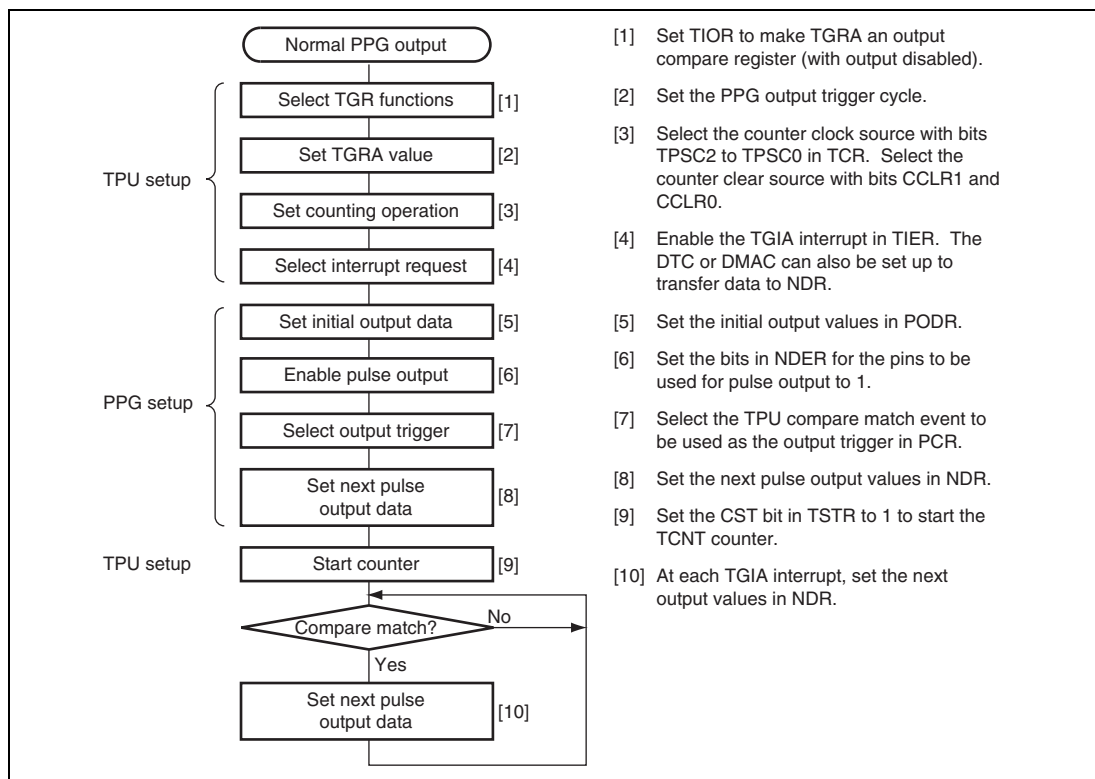 Normal PPG output
Select TGR functions [1]
Set TGRA value [2]
TPU setup
Set counting operation [3]
Select interrupt request [4]
Set initial output data [5]
Enable pulse output [6]
PPG setup
Select output trigger [7]
Set next pulse
output data [8]
TPU setup
Start counter [9]
Compare match?
No
Yes
Set next pulse
output data [10]
[1] Set TIOR to make TGRA an output
compare register (with output disabled).
[2] Set the PPG output trigger cycle.
[3] Select the counter clock source with bits
TPSC2 to TPSC0 in TCR. Select the
counter clear source with bits CCLR1 and
CCLR0.
[4] Enable the TGIA interrupt in TIER. The
DTC or DMAC can also be set up to
transfer data to NDR.
[5] Set the initial output values in PODR.
[6] Set the bits in NDER for the pins to be
used for pulse output to 1.
[7] Select the TPU compare match event to
be used as the output trigger in PCR.
[8] Set the next pulse output values in NDR.
[9] Set the CST bit in TSTR to 1 to start the
TCNT counter.
[10] At each TGIA interrupt, set the next
output values in NDR.